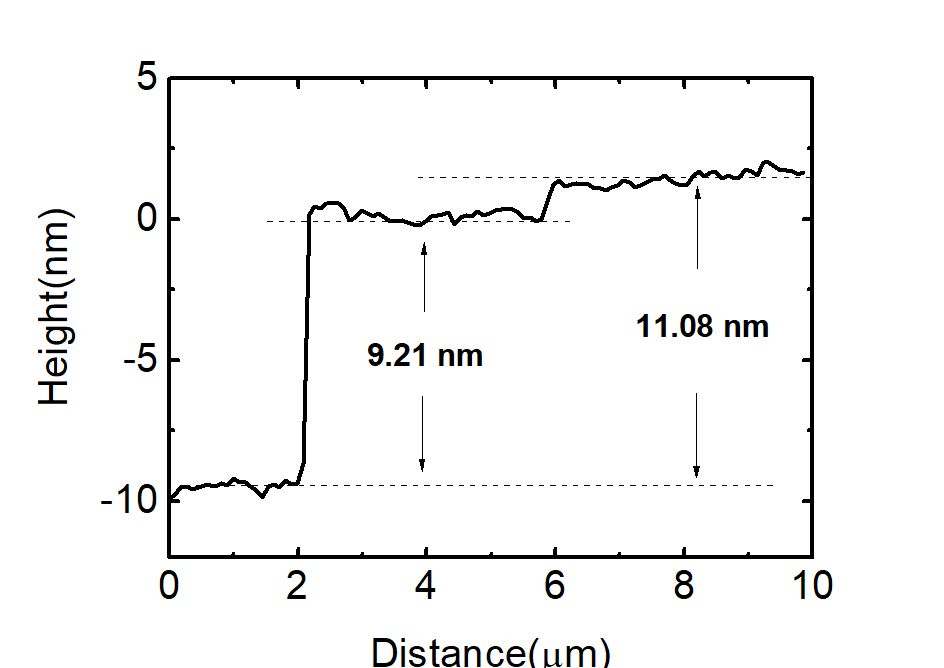 5
0
-5
-10
Height(nm)
11.08 nm
9.21 nm
0 2 4 6 8 10
Distance(μm)